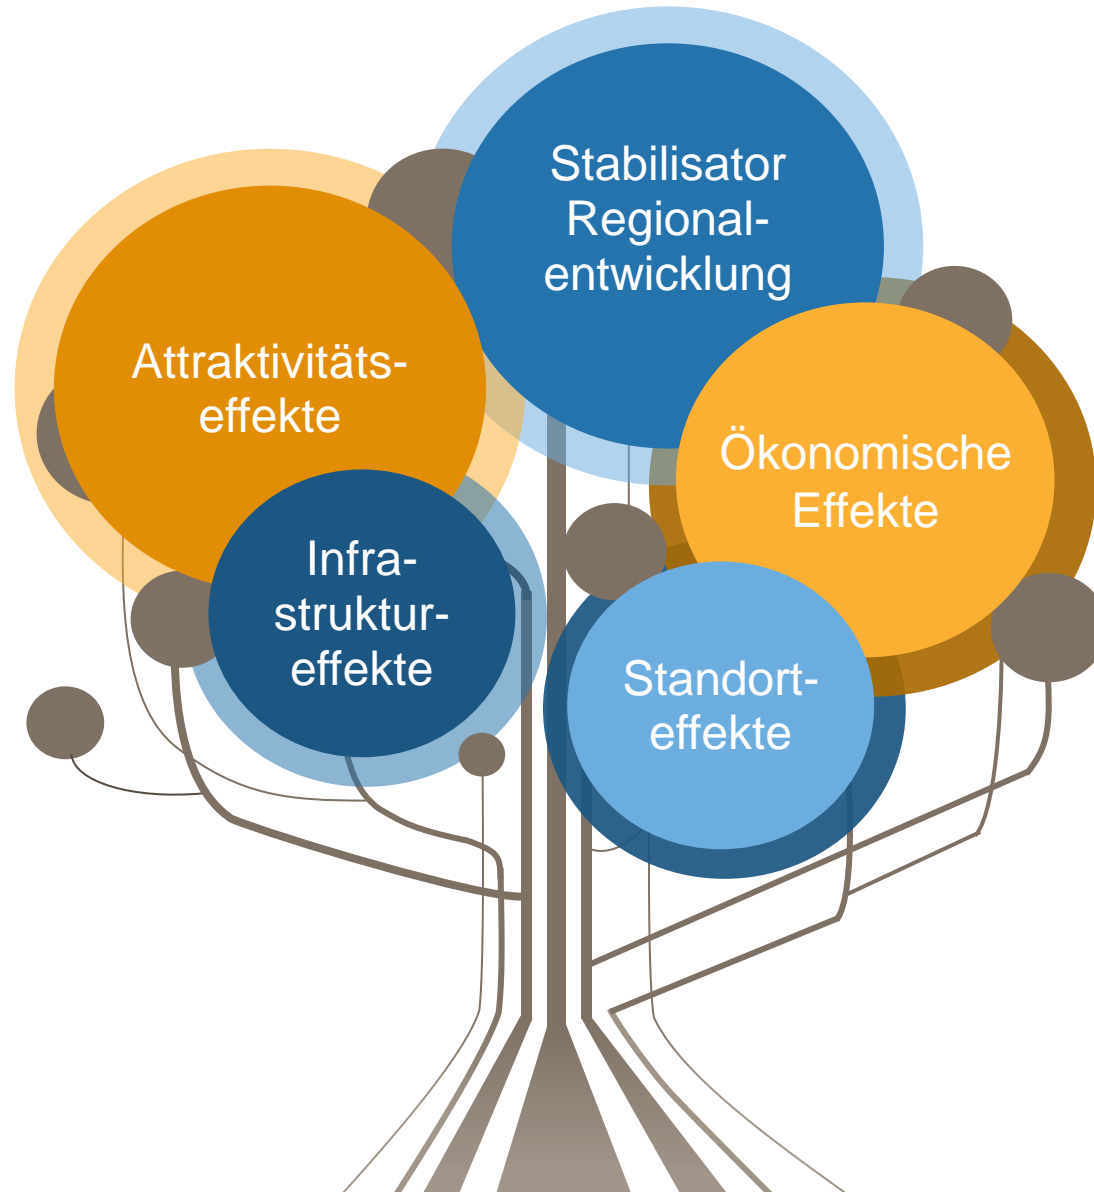 Stabilisator
Regional-
entwicklung
Attraktivitäts-
effekte
Ökonomische
Effekte
Infra-
struktur-
effekte
Standort-
effekte